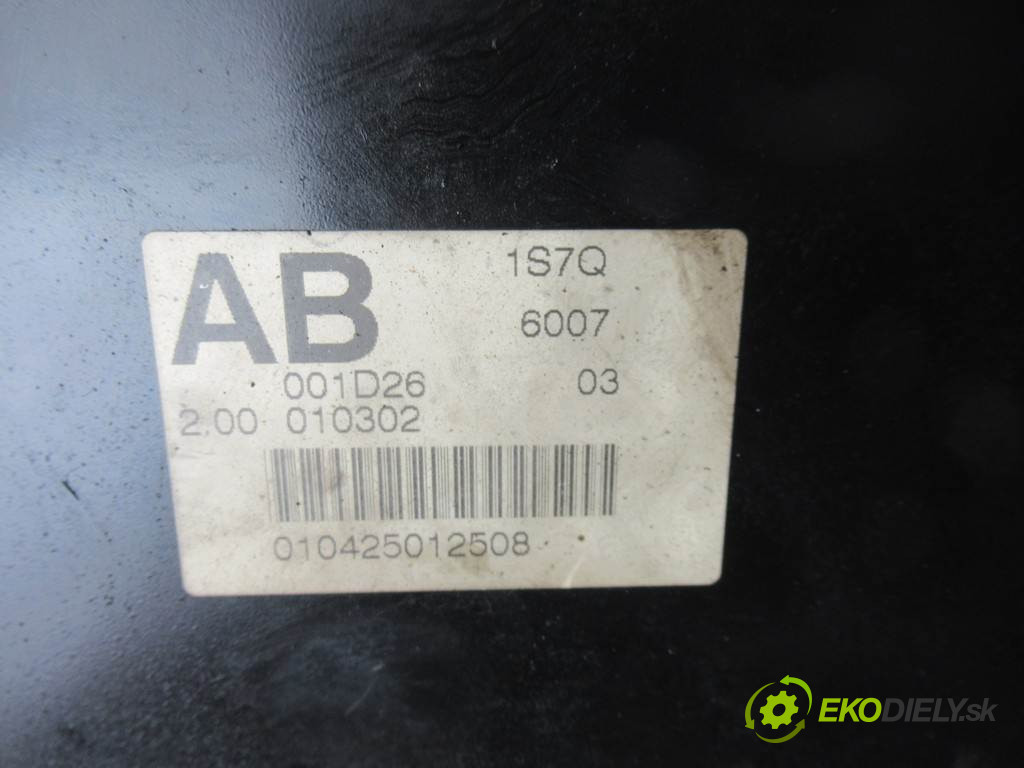 AB 1S7Q
6007
001D26 03
2.00 010302
010425012508
EKODIELY.sk